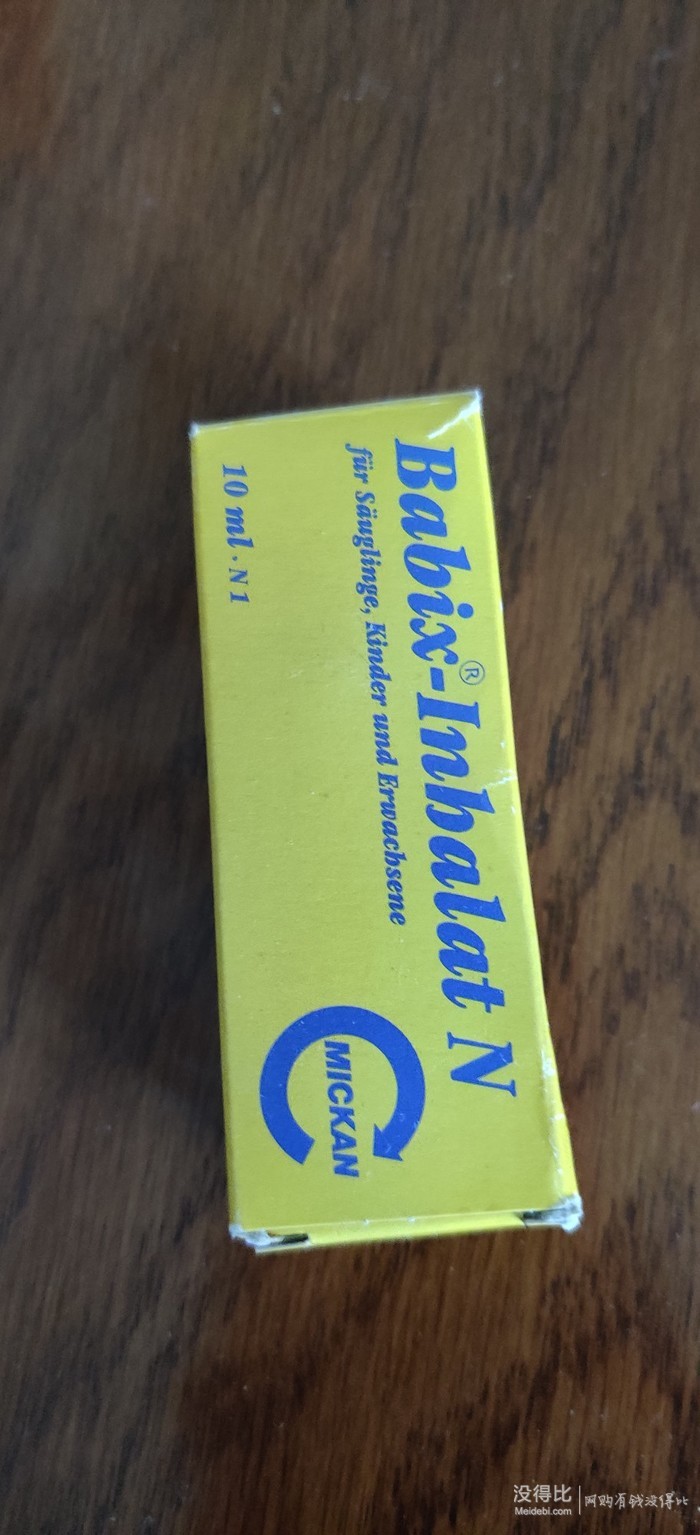 Babix®-Inhalat N
für Säuglinge, Kinder und Erwachsene
10 ml · N 1
MICKAN
没得比
Meidebi.com
网购有钱没得比